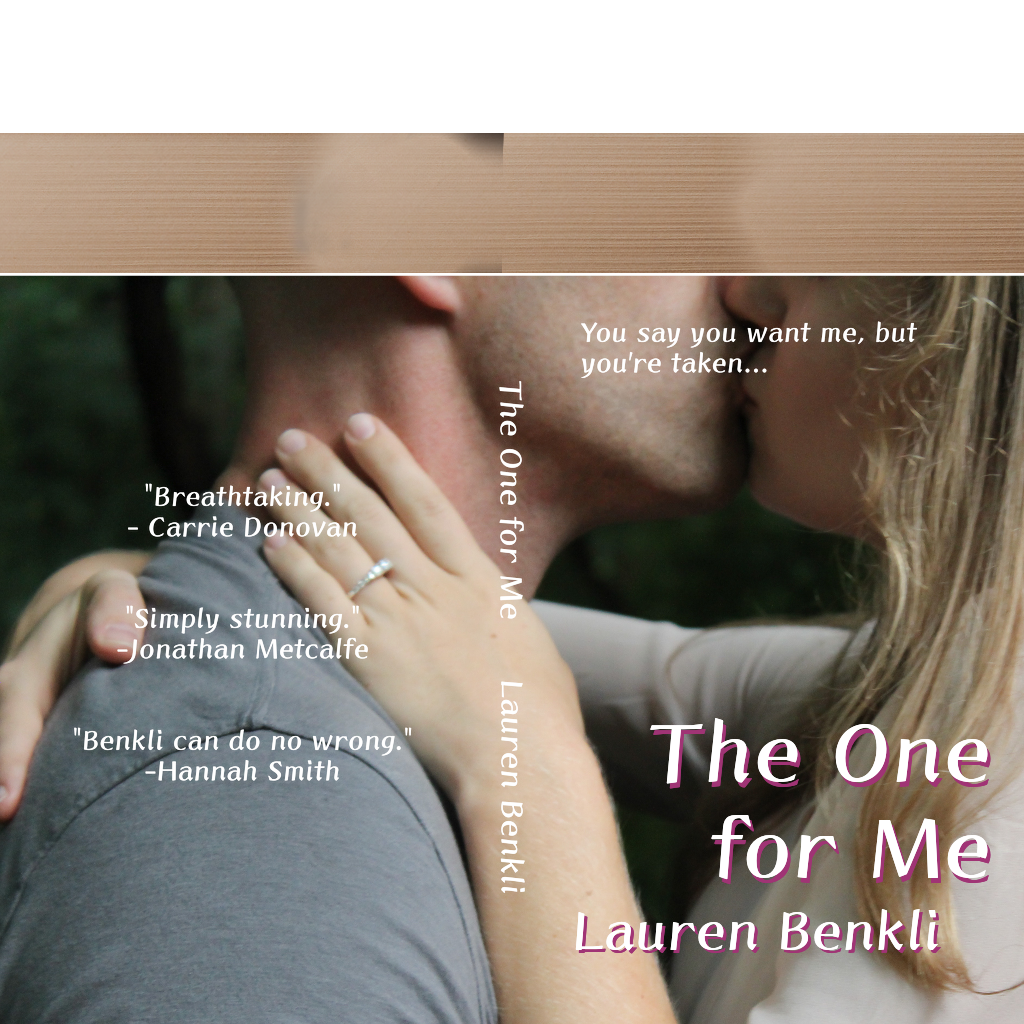 You say you want me, but
you're taken...
"Breathtaking."
- Carrie Donovan
"Simply stunning."
-Jonathan Metcalfe
"Benkli can do no wrong."
-Hannah Smith
The One for Me
Lauren Benkli
The One
for Me
Lauren Benkli